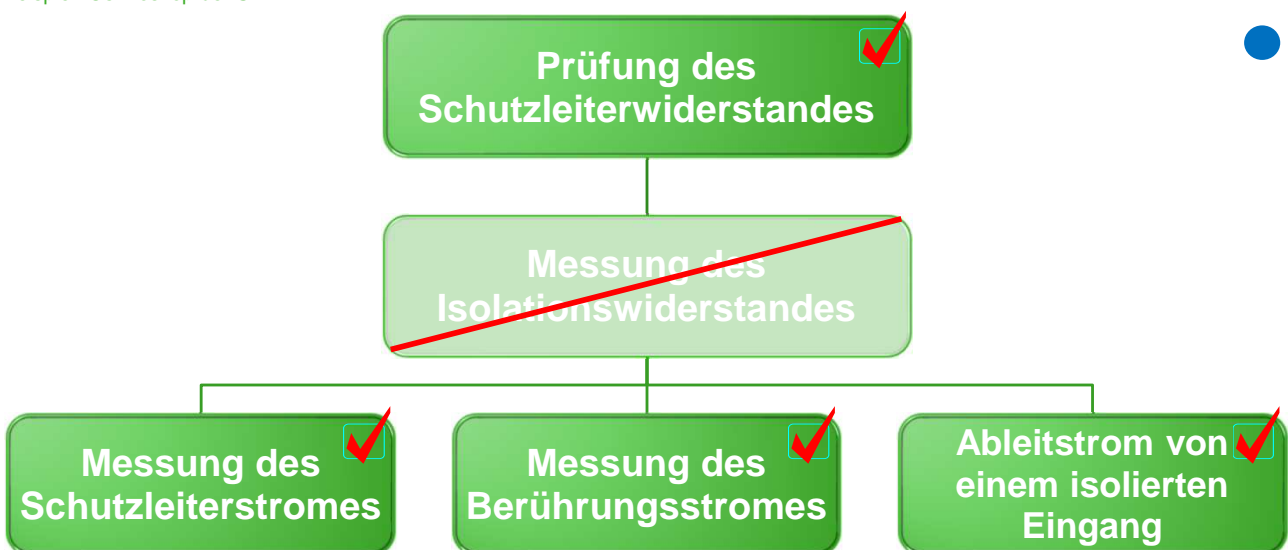 Prüfung des
Schutzleiterwiderstandes
Messung des
Isolationswiderstandes
Messung des
Schutzleiterstromes
Messung des
Berührungsstromes
Ableitstrom von
einem isolierten
Eingang